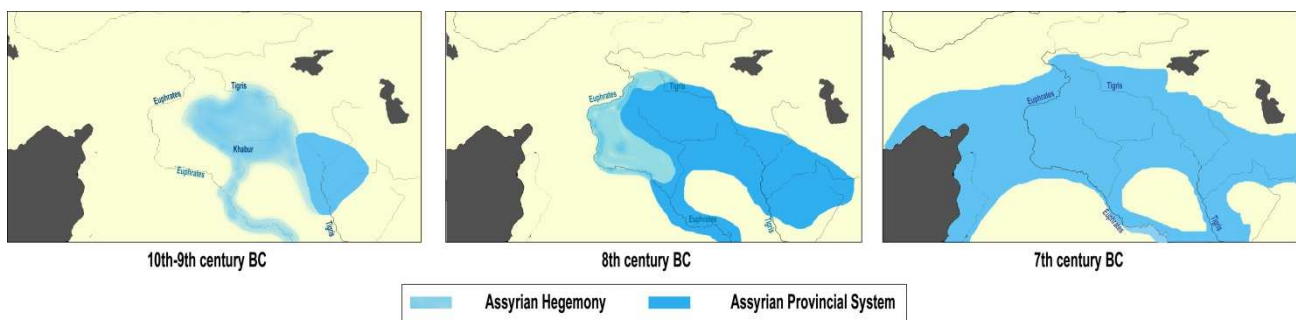 Euphrates
Tigris
Khabur
Euphrates
Tigris
10th-9th century BC
Euphrates
Tigris
Euphrates
Tigris
8th century BC
Euphrates
Tigris
Euphrates
Tigris
7th century BC
Assyrian Hegemony
Assyrian Provincial System